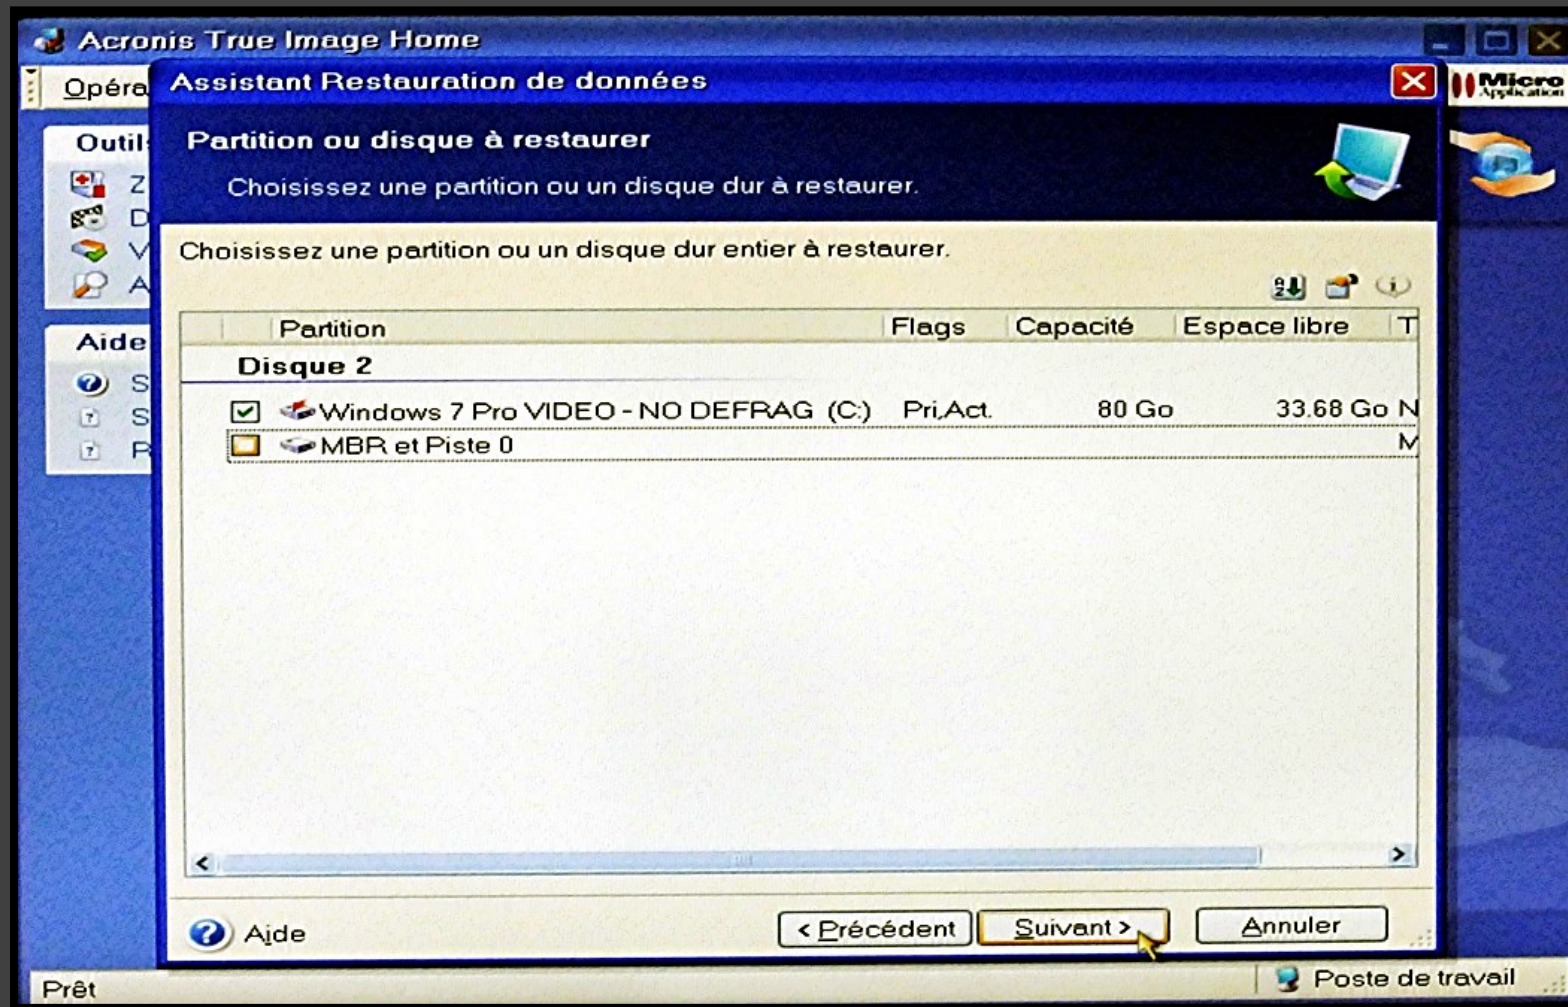 Acronis True Image Home
Opéra
Micro
Application
Assistant Restauration de données
Partition ou disque à restaurer
Choisissez une partition ou un disque dur à restaurer.
Choisissez une partition ou un disque dur entier à restaurer.
Outil
Z
D
V
A
Aide
S
S
R
Partition Flags Capacité Espace libre T
Disque 2
Windows 7 Pro VIDEO - NO DEFRAG (C:) Pri,Act. 80 Go 33.68 Go N
MBR et Piste 0 M
Aide
< Précédent Suivant > Annuler
Prêt
Poste de travail